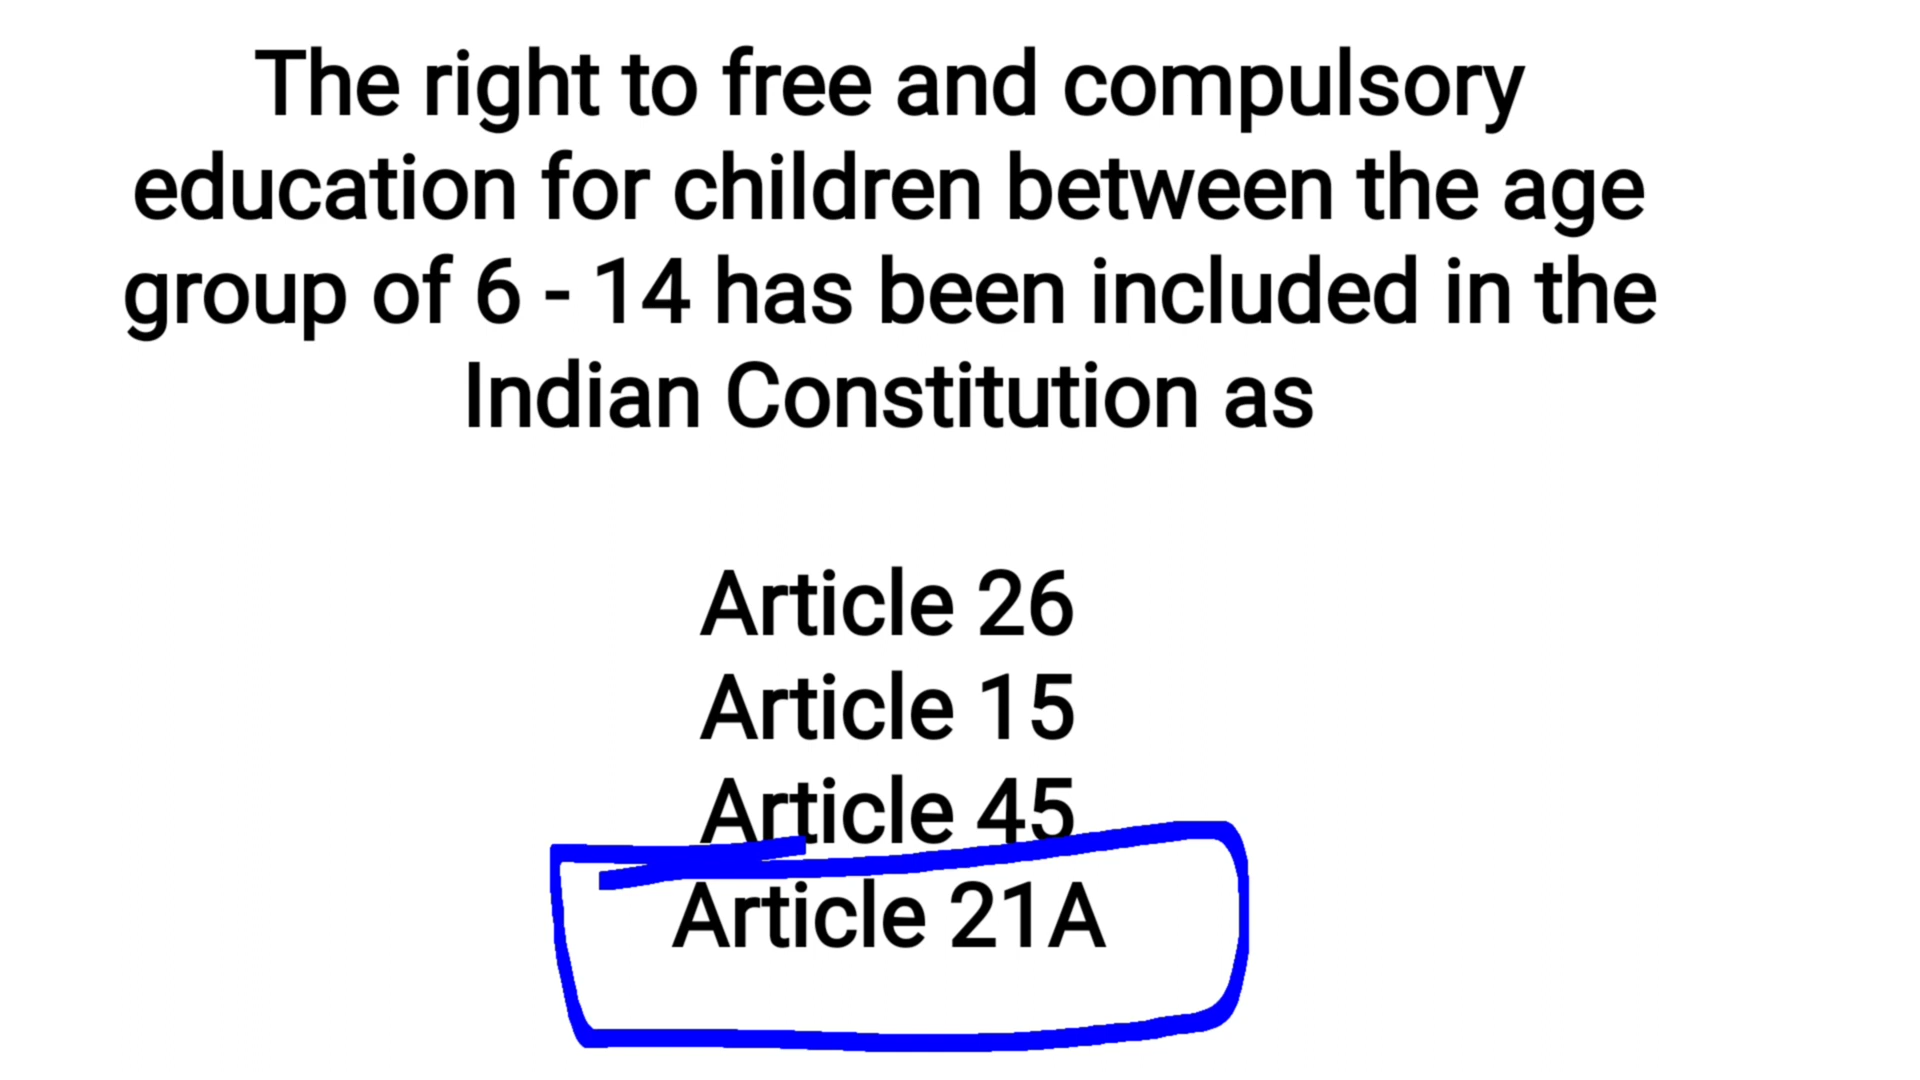 The right to free and compulsory
education for children between the age
group of 6 - 14 has been included in the
Indian Constitution as
Article 26
Article 15
Article 45
Article 21A